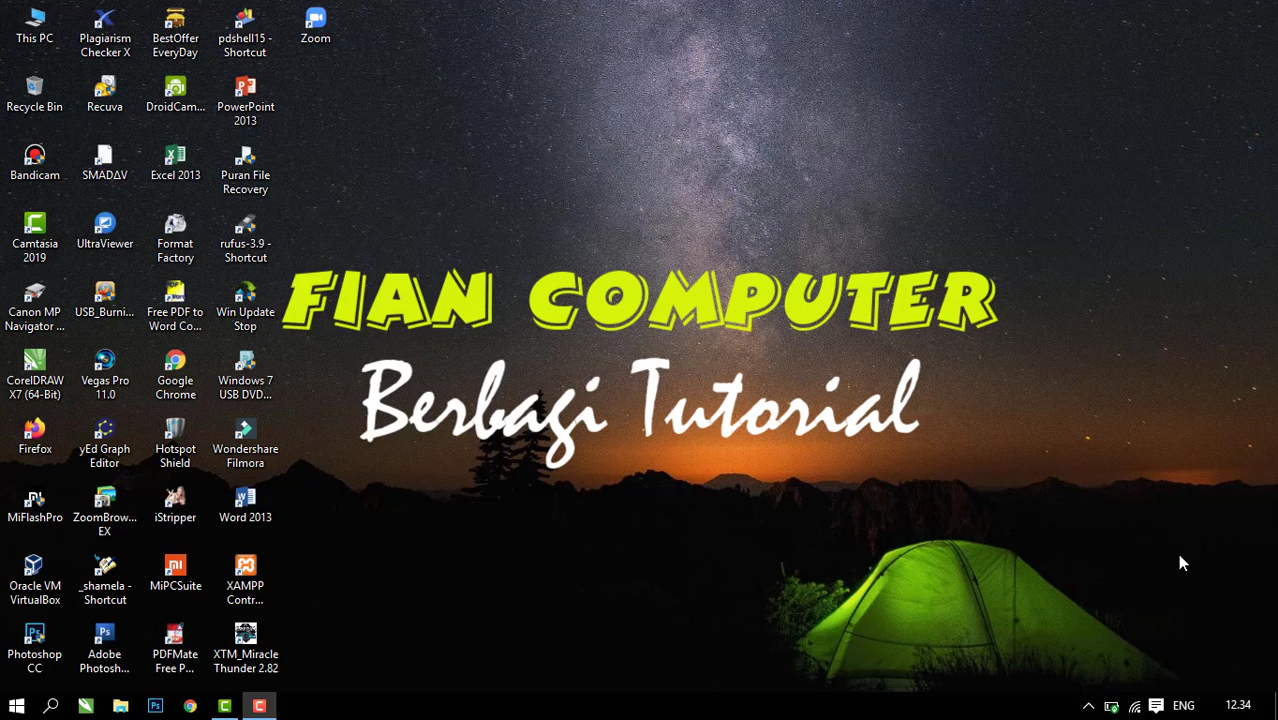 This PC
Plagiarism
Checker X
BestOffer
EveryDay
pdshell15 -
Shortcut
Zoom
Recycle Bin
Recuva
DroidCam...
PowerPoint
2013
Bandicam
SMADΔV
Excel 2013
Puran File
Recovery
Camtasia
2019
UltraViewer
Format
Factory
rufus-3.9 -
Shortcut
FIAN COMPUTER
Berbagi Tutorial
Canon MP
Navigator ...
USB_Burni...
Free PDF to
Word Co...
Win Update
Stop
CorelDRAW
X7 (64-Bit)
Vegas Pro
11.0
Google
Chrome
Windows 7
USB DVD...
Firefox
yEd Graph
Editor
Hotspot
Shield
Wondershare
Filmora
MiFlashPro
ZoomBrow...
EX
iStripper
Word 2013
Oracle VM
VirtualBox
_shamela -
Shortcut
MiPCSuite
XAMPP
Contr...
Photoshop
CC
Adobe
Photosh...
PDFMate
Free P...
XTM_Miracle
Thunder 2.82
ENG
12.34